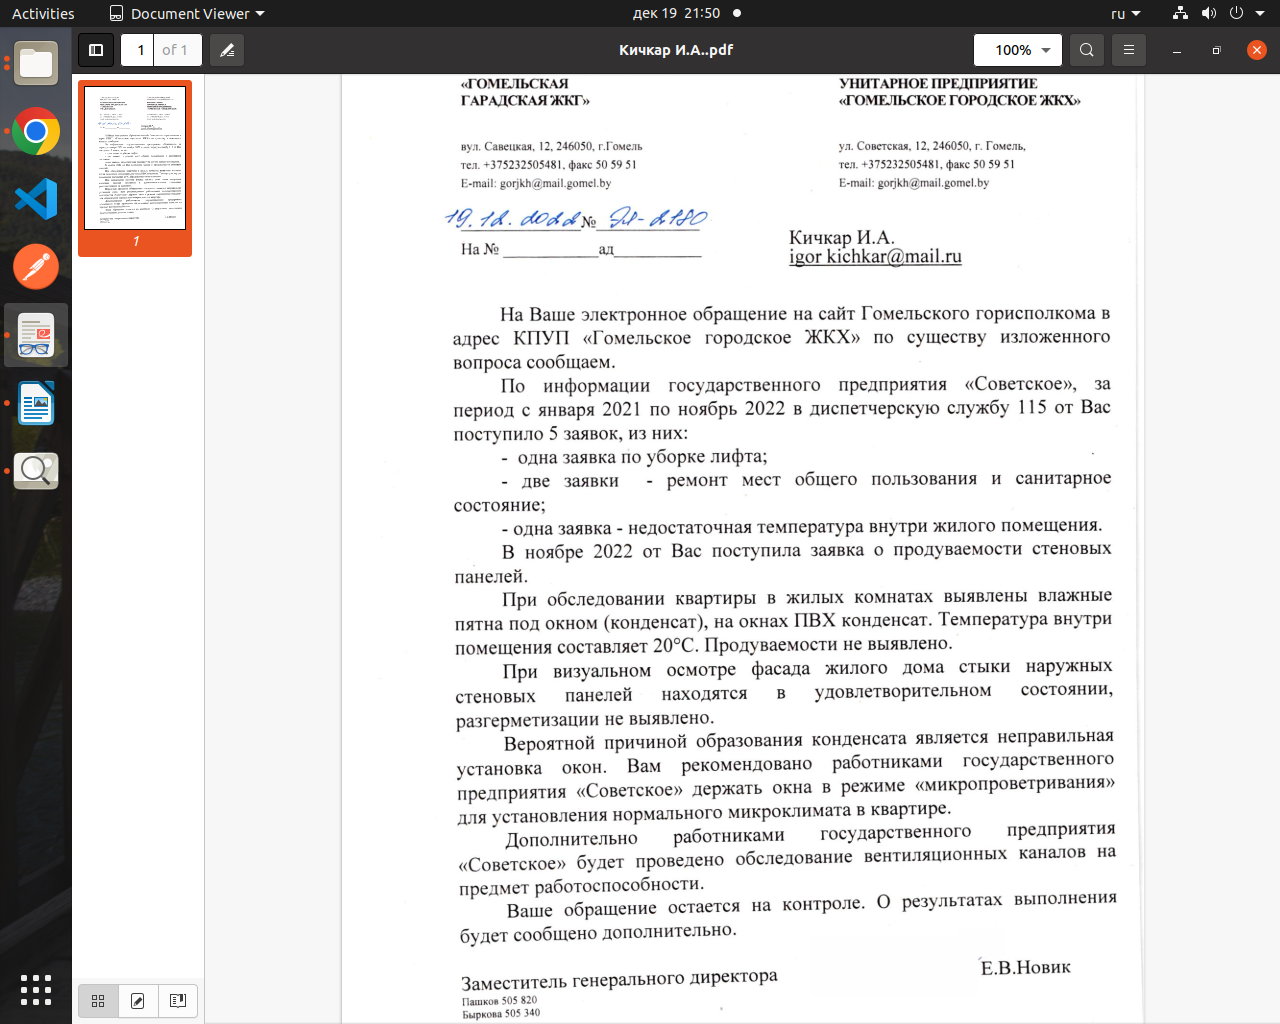 Activities
Document Viewer
дек 19 21:50
ru
1 of 1
Кичкар И.А..pdf
100%
1
«ГОМЕЛЬСКАЯ
ГАРАДСКАЯ ЖКГ»
вул. Савецкая, 12, 246050, г.Гомель
тел. +375232505481, факс 50 59 51
E-mail: gorjkh@mail.gomel.by
УНИТАРНОЕ ПРЕДПРИЯТИЕ
«ГОМЕЛЬСКОЕ ГОРОДСКОЕ ЖКХ»
ул. Советская, 12, 246050, г. Гомель,
тел. +375232505481, факс 50 59 51
E-mail: gorjkh@mail.gomel.by
19.12.2022 № Эл-2180
На № ____________ад___________
Кичкар И.А.
igor kichkar@mail.ru
На Ваше электронное обращение на сайт Гомельского горисполкома в
адрес КПУП «Гомельское городское ЖКХ» по существу изложенного
вопроса сообщаем.
По информации государственного предприятия «Советское», за
период с января 2021 по ноябрь 2022 в диспетчерскую службу 115 от Вас
поступило 5 заявок, из них:
- одна заявка по уборке лифта;
- две заявки - ремонт мест общего пользования и санитарное
состояние;
- одна заявка - недостаточная температура внутри жилого помещения.
В ноябре 2022 от Вас поступила заявка о продуваемости стеновых
панелей.
При обследовании квартиры в жилых комнатах выявлены влажные
пятна под окном (конденсат), на окнах ПВХ конденсат. Температура внутри
помещения составляет 20°С. Продуваемости не выявлено.
При визуальном осмотре фасада жилого дома стыки наружных
стеновых панелей находятся в удовлетворительном состоянии,
разгерметизации не выявлено.
Вероятной причиной образования конденсата является неправильная
установка окон. Вам рекомендовано работниками государственного
предприятия «Советское» держать окна в режиме «микропроветривания»
для установления нормального микроклимата в квартире.
Дополнительно работниками государственного предприятия
«Советское» будет проведено обследование вентиляционных каналов на
предмет работоспособности.
Ваше обращение остается на контроле. О результатах выполнения
будет сообщено дополнительно.
Заместитель генерального директора
Е.В.Новик
Пашков 505 820
Быркова 505 340